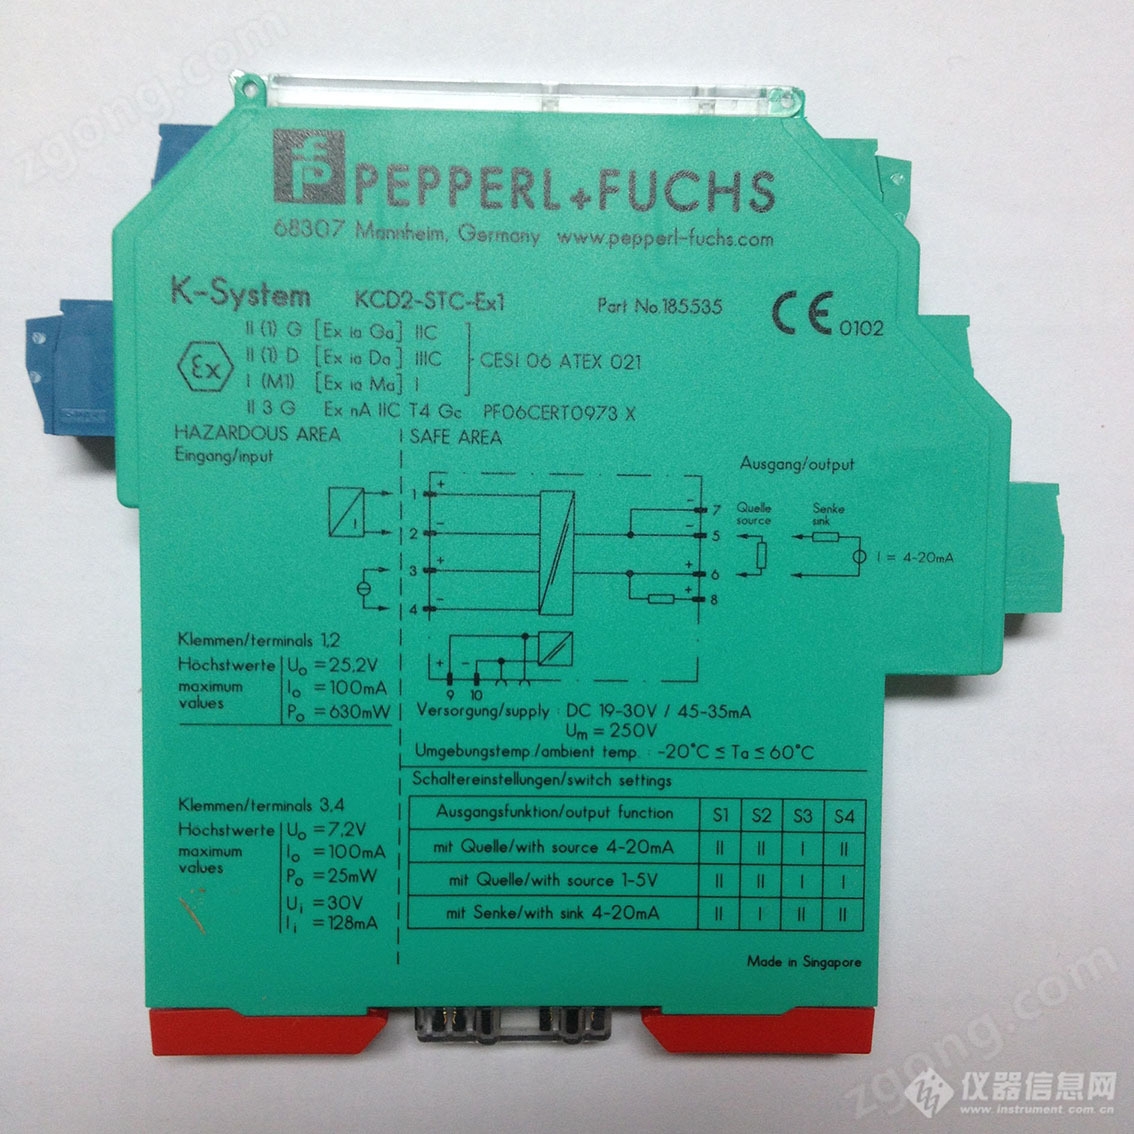 zgong.com
PEPPERL+FUCHS
68307 Mannheim, Germany www.pepperl-fuchs.com
K-System KCD2-STC-Ex1 Part No.185535 CE 0102
II (1) G [Ex ia Ga] IIC
II (1) D [Ex ia Da] IIIC CESI 06 ATEX 021
Ex
I (M1) [Ex ia Ma] I
II 3 G Ex nA IIC T4 Gc PF06CERT0973 X
HAZARDOUS AREA SAFE AREA
Eingang/input Ausgang/output
1 +
2 -
3 +
4 -
- 7
- 5
+ 6
+ 8
Quelle Senke
source sink
I = 4-20mA
I
+ -
9 10
Klemmen/terminals 1,2
Höchstwerte Uo =25,2V
maximum Io =100mA
values Po =630mW
Versorgung/supply : DC 19-30V / 45-35mA
Um = 250V
Umgebungstemp./ambient temp. : -20°C ≤ Ta ≤ 60°C
Schaltereinstellungen/switch settings
Ausgangsfunktion/output function S1 S2 S3 S4
mit Quelle/with source 4-20mA II II I II
mit Quelle/with source 1-5V II II I I
mit Senke/with sink 4-20mA II I II II
Klemmen/terminals 3,4
Höchstwerte Uo =7,2V
maximum Io =100mA
values Po =25mW
Ui =30V
Ii =128mA
Made in Singapore
zgong.com
仪器信息网
www.instrument.com.cn